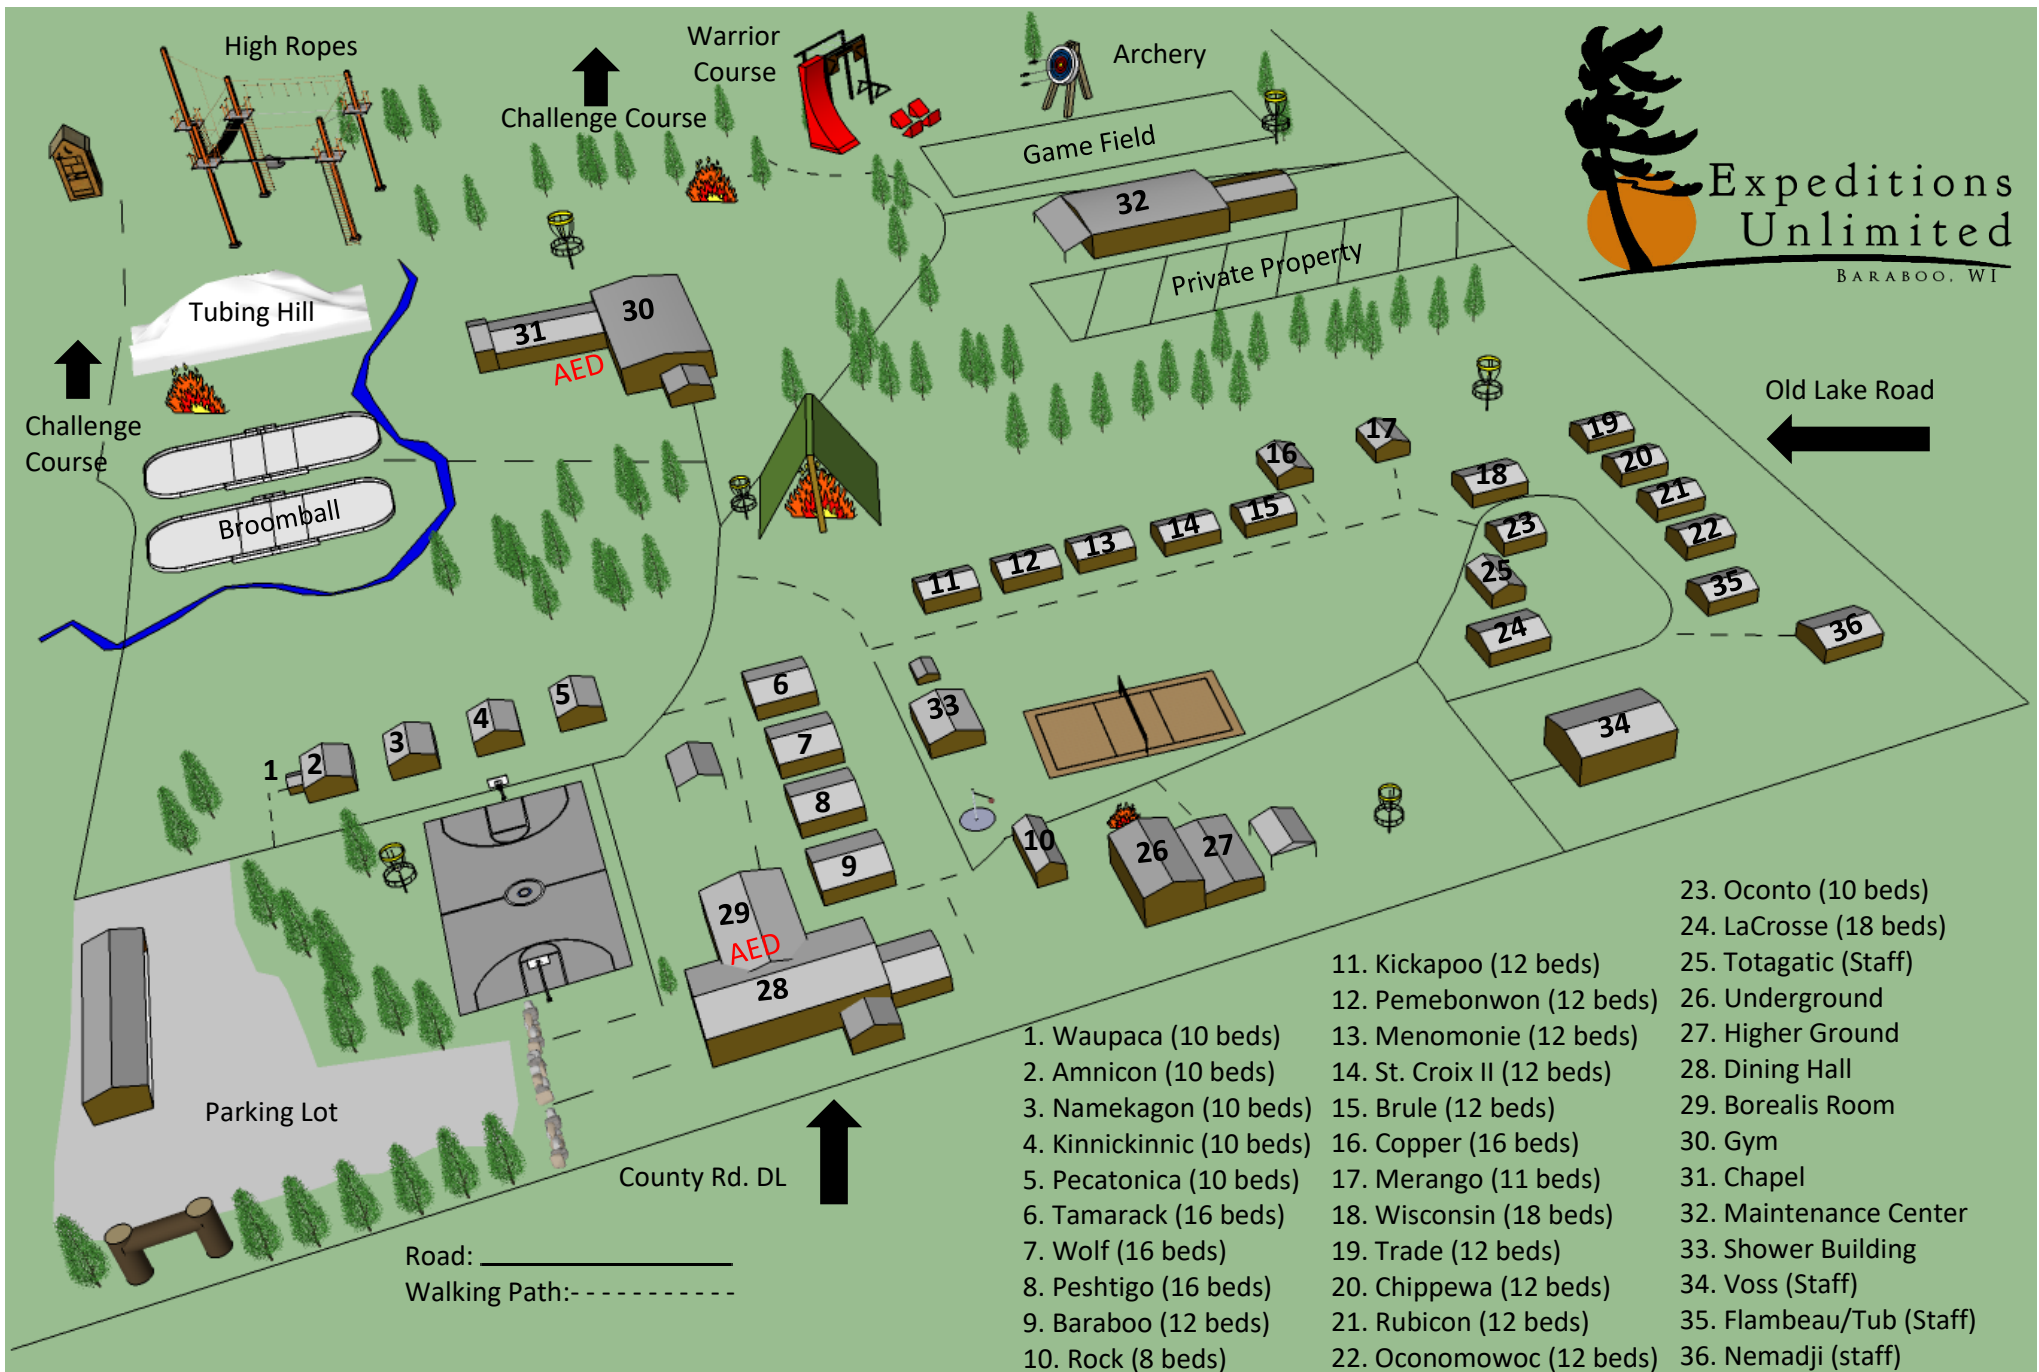 High Ropes
Challenge Course
Warrior
Course
Archery
Game Field
32
Private Property
Expeditions
Unlimited
BARABOO, WI
Tubing Hill
31
30
AED
Challenge
Course
Broomball
Old Lake Road
19
20
21
22
35
36
16
17
18
11
12
13
14
15
23
25
24
34
1
2
3
4
5
6
7
8
9
33
10
26
27
29
AED
28
Parking Lot
County Rd. DL
Road:
Walking Path:- - - - - - - - - - -
1. Waupaca (10 beds)
2. Amnicon (10 beds)
3. Namekagon (10 beds)
4. Kinnickinnic (10 beds)
5. Pecatonica (10 beds)
6. Tamarack (16 beds)
7. Wolf (16 beds)
8. Peshtigo (16 beds)
9. Baraboo (12 beds)
10. Rock (8 beds)
11. Kickapoo (12 beds)
12. Pemebonwon (12 beds)
13. Menomonie (12 beds)
14. St. Croix II (12 beds)
15. Brule (12 beds)
16. Copper (16 beds)
17. Merango (11 beds)
18. Wisconsin (18 beds)
19. Trade (12 beds)
20. Chippewa (12 beds)
21. Rubicon (12 beds)
22. Oconomowoc (12 beds)
23. Oconto (10 beds)
24. LaCrosse (18 beds)
25. Totagatic (Staff)
26. Underground
27. Higher Ground
28. Dining Hall
29. Borealis Room
30. Gym
31. Chapel
32. Maintenance Center
33. Shower Building
34. Voss (Staff)
35. Flambeau/Tub (Staff)
36. Nemadji (staff)